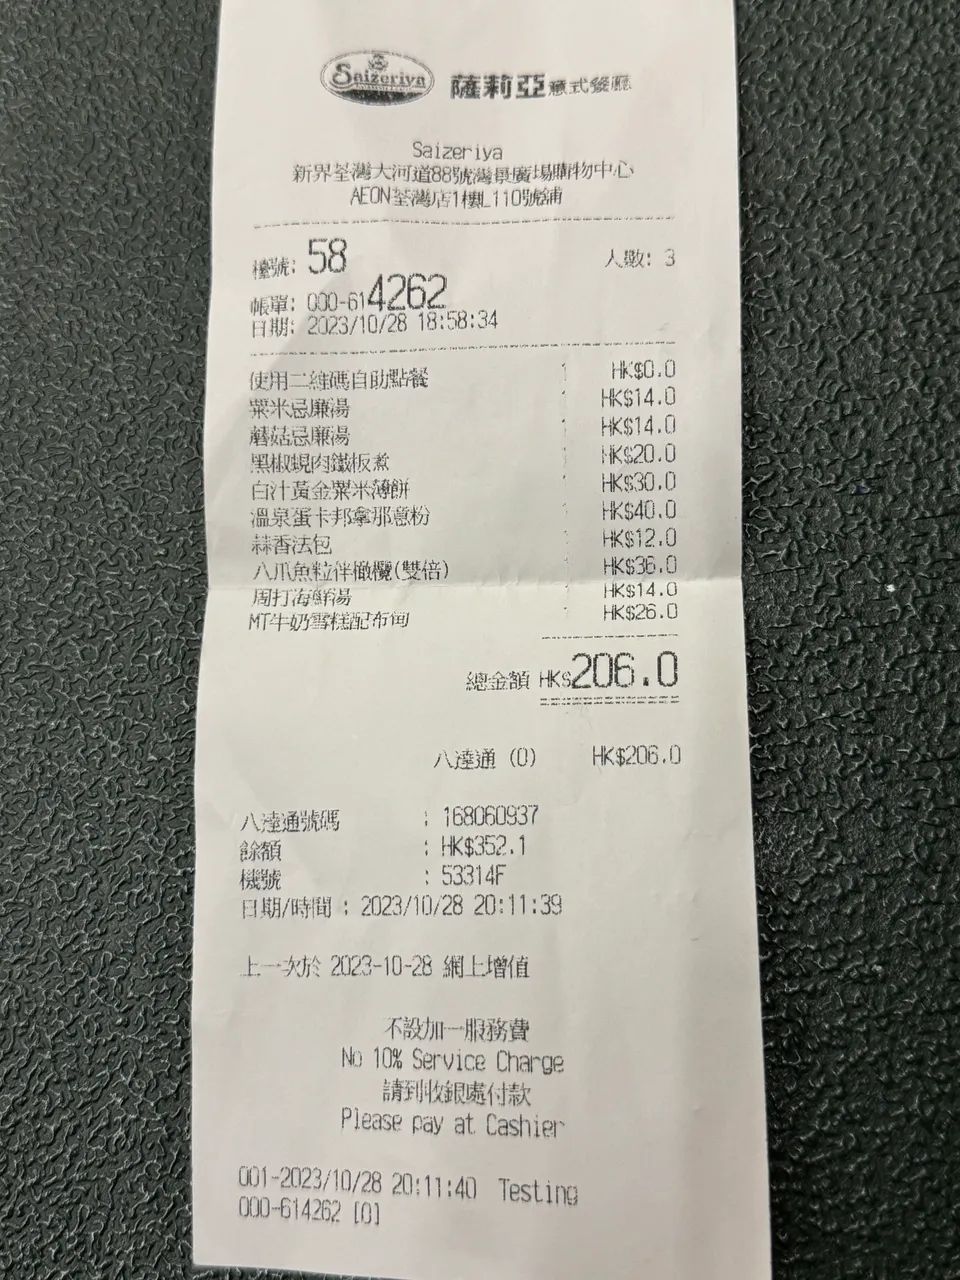 Saizeriya 薩莉亞意式餐廳
Saizeriya
新界荃灣大河道88號灣景廣場購物中心
AEON荃灣店1樓L110號舖
檯號: 58 人數: 3
帳單: 000-614262
日期: 2023/10/28 18:58:34
使用二維碼自助點餐 1 HK$0.0
粟米忌廉湯 1 HK$14.0
蘑菇忌廉湯 1 HK$14.0
黑椒蜆肉鐵板煮 1 HK$20.0
白汁黃金粟米薄餅 1 HK$30.0
溫泉蛋卡邦拿那意粉 1 HK$40.0
蒜香法包 1 HK$12.0
八爪魚粒伴橄欖(雙倍) 1 HK$36.0
周打海鮮湯 1 HK$14.0
MT牛奶雪糕配布甸 1 HK$26.0
總金額 HK$206.0
八達通 (0) HK$206.0
八達通號碼 : 168060937
餘額 : HK$352.1
機號 : 53314F
日期/時間 : 2023/10/28 20:11:39
上一次於 2023-10-28 網上增值
不設加一服務費
No 10% Service Charge
請到收銀處付款
Please pay at Cashier
001-2023/10/28 20:11:40 Testing
000-614262 [0]